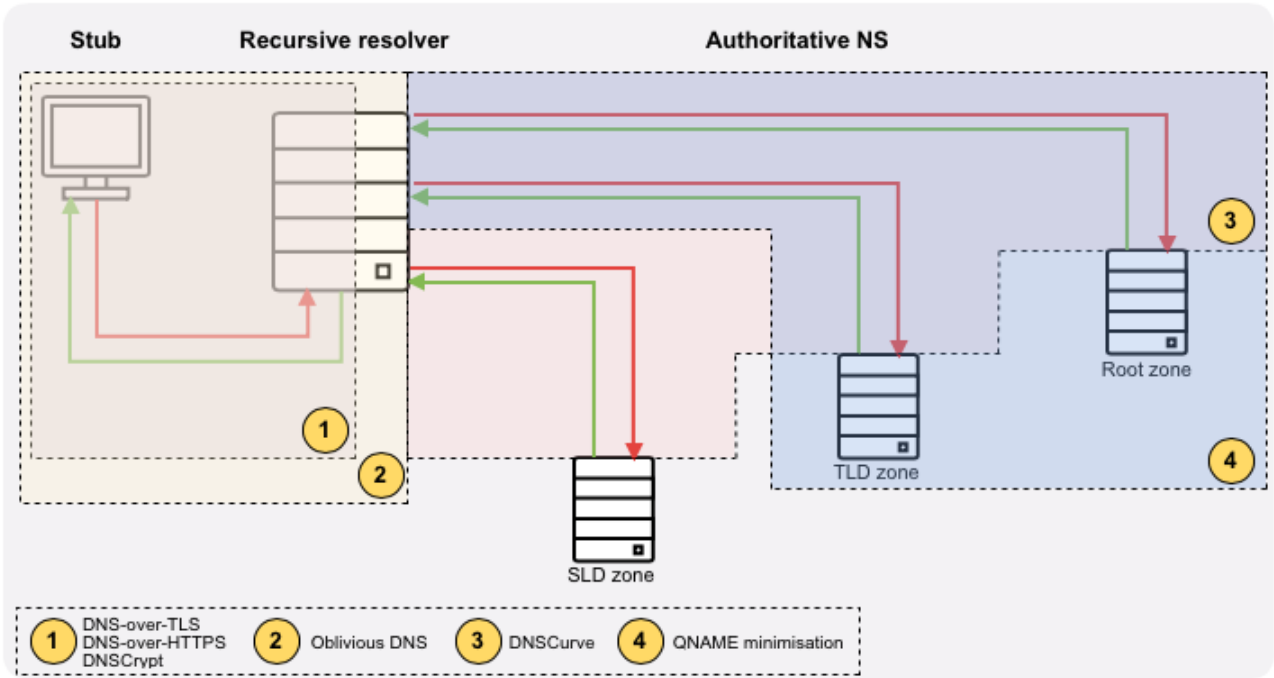 Stub
Recursive resolver
Authoritative NS
3
Root zone
1
2
4
TLD zone
SLD zone
1
DNS-over-TLS
DNS-over-HTTPS
DNSCrypt
2
Oblivious DNS
3
DNSCurve
4
QNAME minimisation